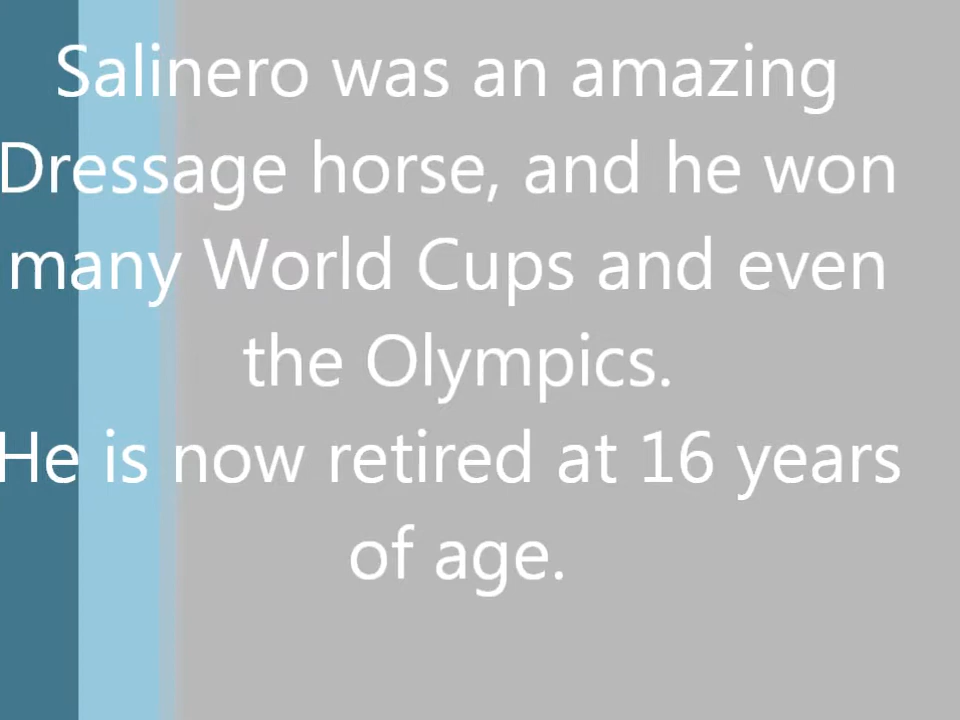 Salinero was an amazing
Dressage horse, and he won
many World Cups and even
the Olympics.
He is now retired at 16 years
of age.